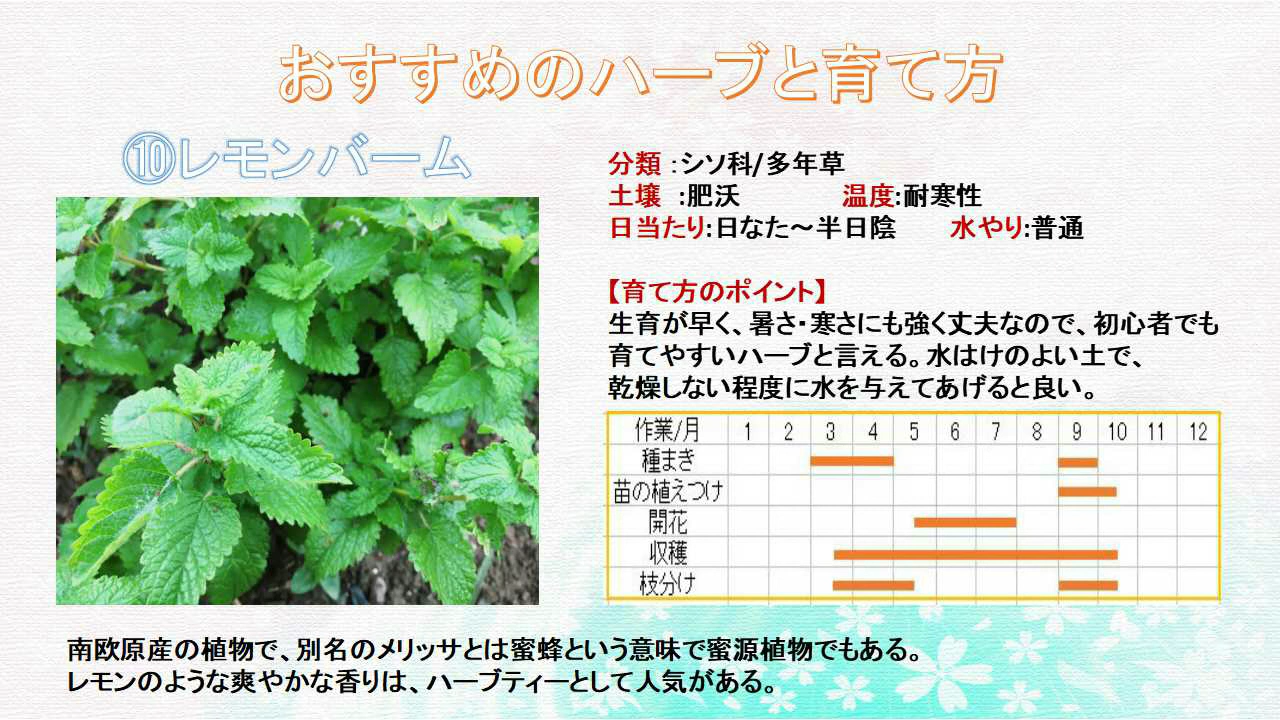 おすすめのハーブと育て方
⑩レモンバーム
分類：シソ科/多年草
土壌 :肥沃 温度:耐寒性
日当たり:日なた～半日陰 水やり:普通
【育て方のポイント】
生育が早く、暑さ・寒さにも強く丈夫なので、初心者でも
育てやすいハーブと言える。水はけのよい土で、
乾燥しない程度に水を与えてあげると良い。
作業/月 1 2 3 4 5 6 7 8 9 10 11 12
種まき
苗の植えつけ
開花
収穫
枝分け
南欧原産の植物で、別名のメリッサとは蜜蜂という意味で蜜源植物でもある。
レモンのような爽やかな香りは、ハーブティーとして人気がある。